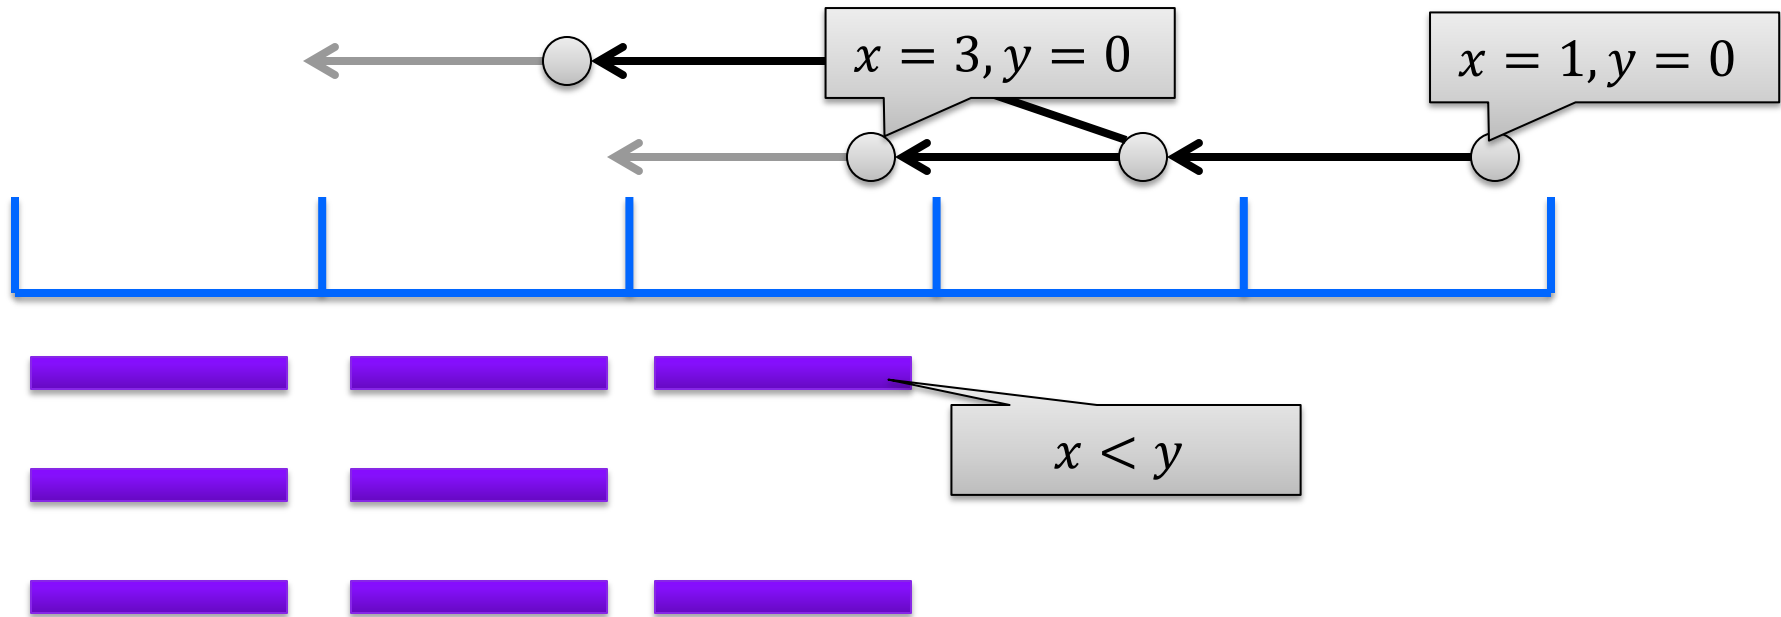 x = 3, y = 0
x = 1, y = 0
x < y